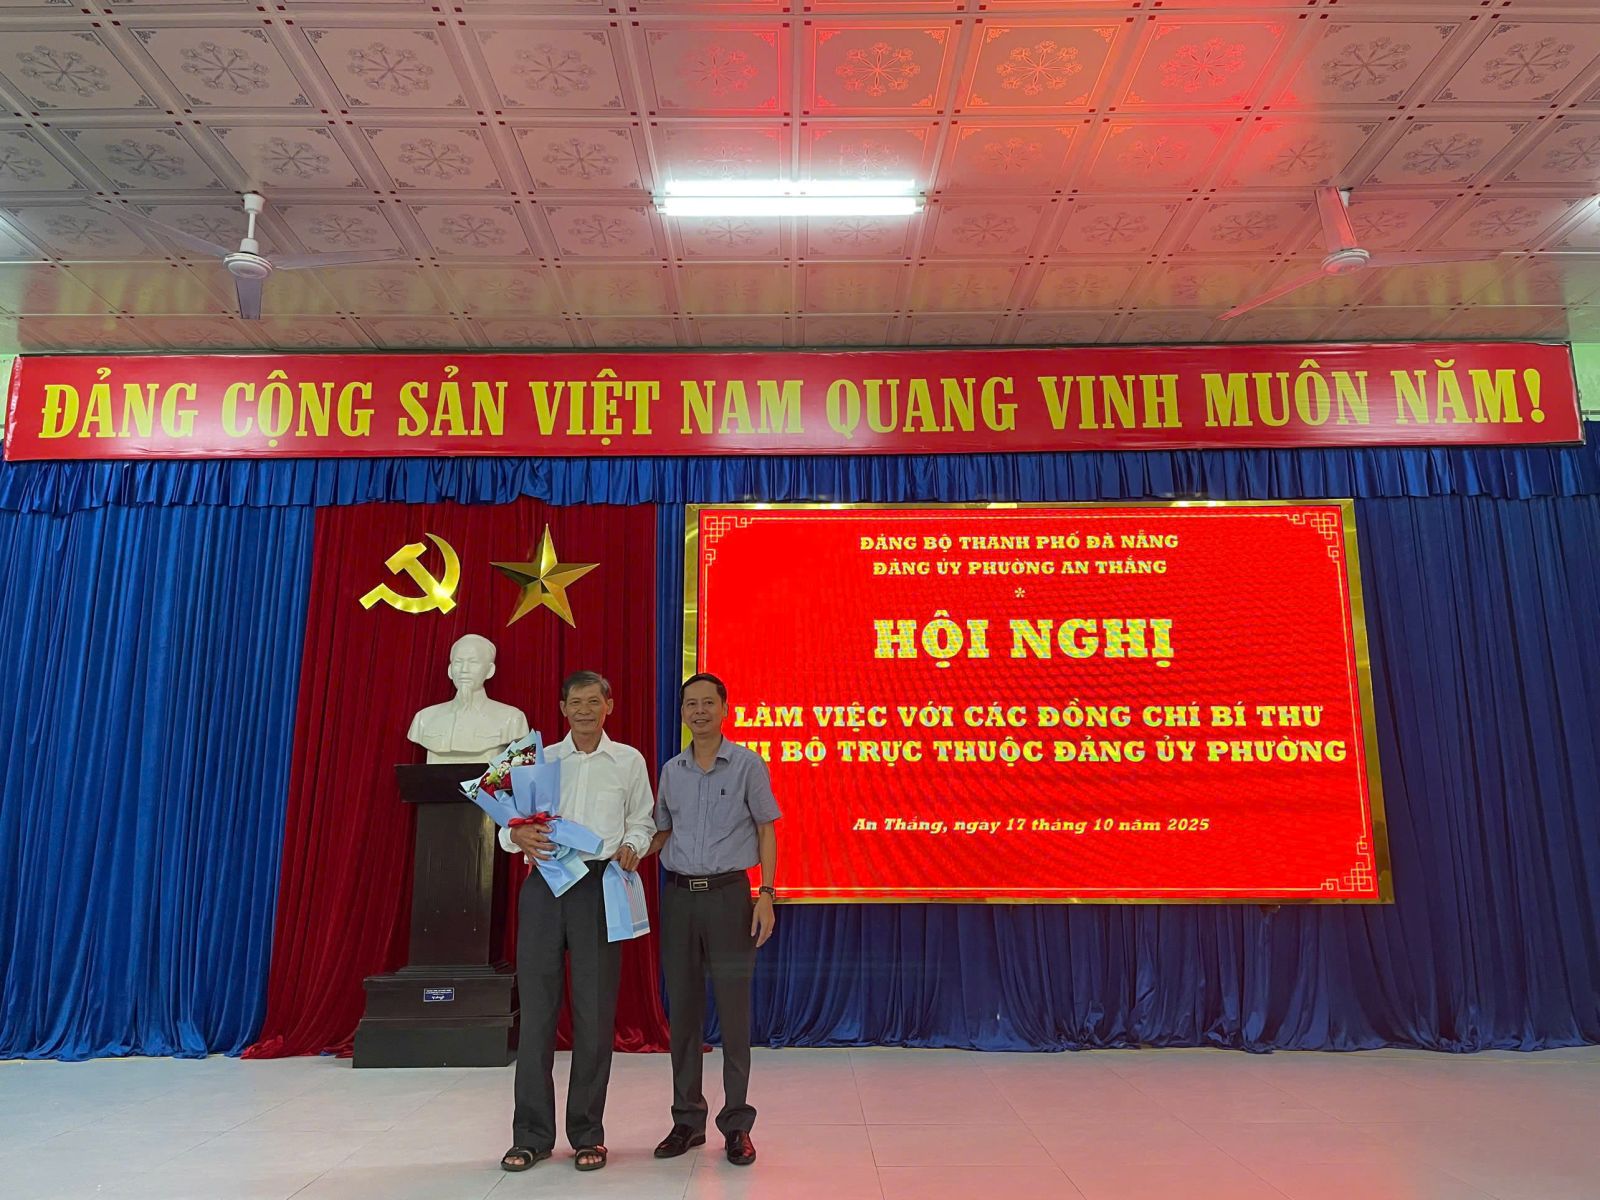 ĐẢNG CỘNG SẢN VIỆT NAM QUANG VINH MUÔN NĂM!
ĐẢNG BỘ THÀNH PHỐ ĐÀ NẴNG
ĐẢNG ỦY PHƯỜNG AN THẮNG
*
HỘI NGHỊ
LÀM VIỆC VỚI CÁC ĐỒNG CHÍ BÍ THƯ
BỘ TRỰC THUỘC ĐẢNG ỦY PHƯỜNG
An Thắng, ngày 17 tháng 10 năm 2025